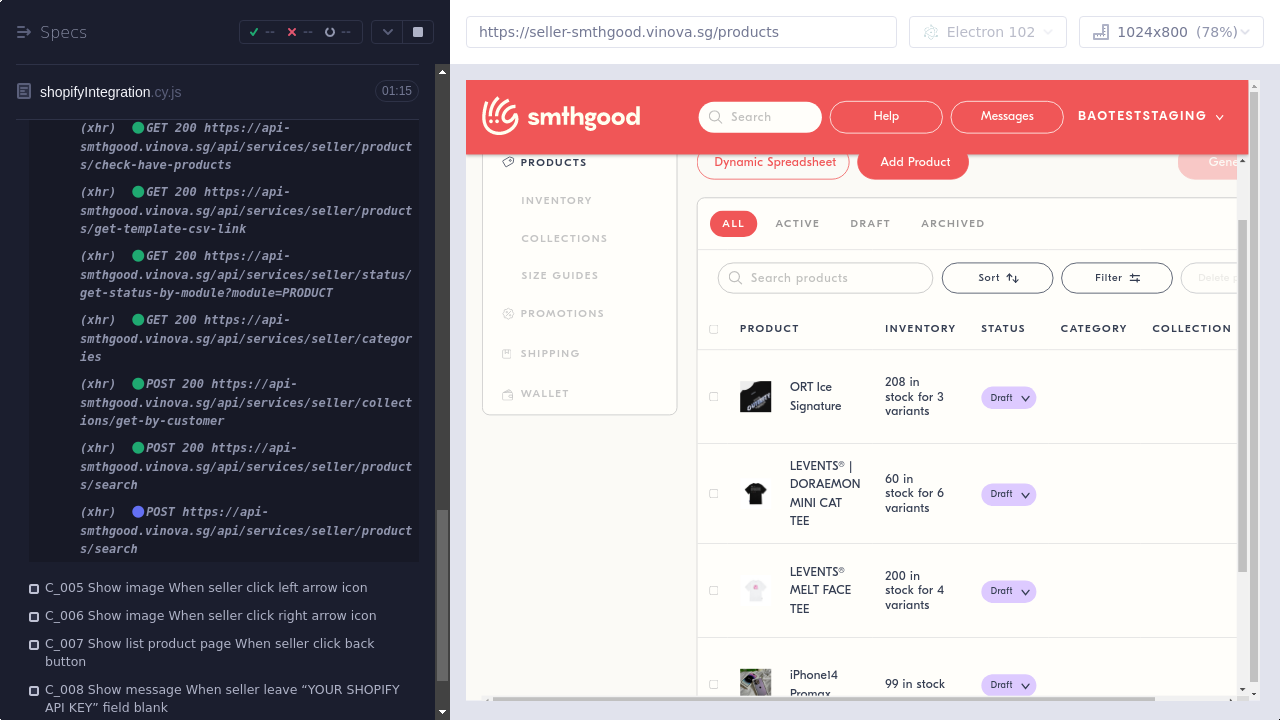 Specs
--
--
--
https://seller-smthgood.vinova.sg/products
Electron 102
1024x800 (78%)
shopifyIntegration.cy.js
01:15
(xhr) GET 200 https://api-
smthgood.vinova.sg/api/services/seller/product
s/check-have-products
(xhr) GET 200 https://api-
smthgood.vinova.sg/api/services/seller/product
s/get-template-csv-link
(xhr) GET 200 https://api-
smthgood.vinova.sg/api/services/seller/status/
get-status-by-module?module=PRODUCT
(xhr) GET 200 https://api-
smthgood.vinova.sg/api/services/seller/categor
ies
(xhr) POST 200 https://api-
smthgood.vinova.sg/api/services/seller/collect
ions/get-by-customer
(xhr) POST 200 https://api-
smthgood.vinova.sg/api/services/seller/product
s/search
(xhr) POST https://api-
smthgood.vinova.sg/api/services/seller/product
s/search
C_005 Show image When seller click left arrow icon
C_006 Show image When seller click right arrow icon
C_007 Show list product page When seller click back
button
C_008 Show message When seller leave “YOUR SHOPIFY
API KEY” field blank
smthgood
Search
Help
Messages
BAOTESTSTAGING
PRODUCTS
INVENTORY
COLLECTIONS
SIZE GUIDES
PROMOTIONS
SHIPPING
WALLET
Dynamic Spreadsheet
Add Product
Gene
ALL
ACTIVE
DRAFT
ARCHIVED
Search products
Sort
Filter
Delete p
PRODUCT
INVENTORY
STATUS
CATEGORY
COLLECTION
ORT Ice
Signature
208 in
stock for 3
variants
Draft
LEVENTS® |
DORAEMON
MINI CAT
TEE
60 in
stock for 6
variants
Draft
LEVENTS®
MELT FACE
TEE
200 in
stock for 4
variants
Draft
iPhone14
Promax
99 in stock
Draft